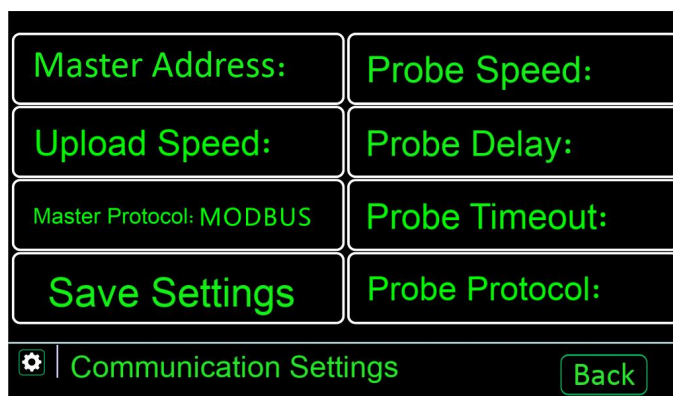 Master Address:
Probe Speed:
Upload Speed:
Probe Delay:
Master Protocol: MODBUS
Probe Timeout:
Save Settings
Probe Protocol:
Communication Settings
Back